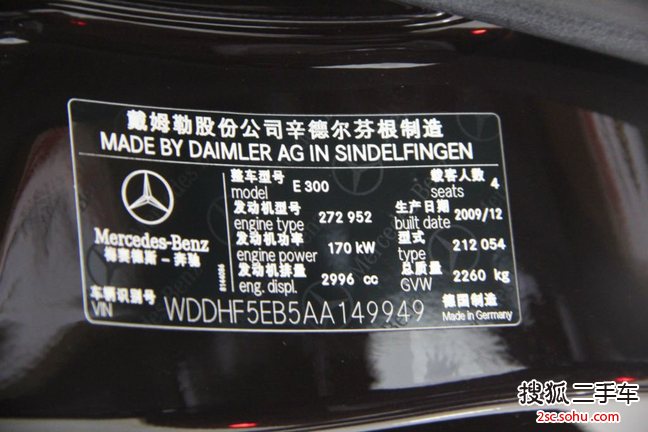 戴姆勒股份公司辛德尔芬根制造
MADE BY DAIMLER AG IN SINDELFINGEN
Mercedes-Benz
梅赛德斯-奔驰
整车型号
model E 300
载客人数
seats 4
发动机型号
engine type 272 952
生产日期
built date 2009/12
发动机功率
engine power 170 kW
型式
type 212 054
发动机排量
engine. displ. 2996 cc
总质量
GVW 2260 kg
车辆识别号
VIN WDDHF5EB5AA149949
德国制造
Made in Germany
搜狐二手车
2sc.sohu.com